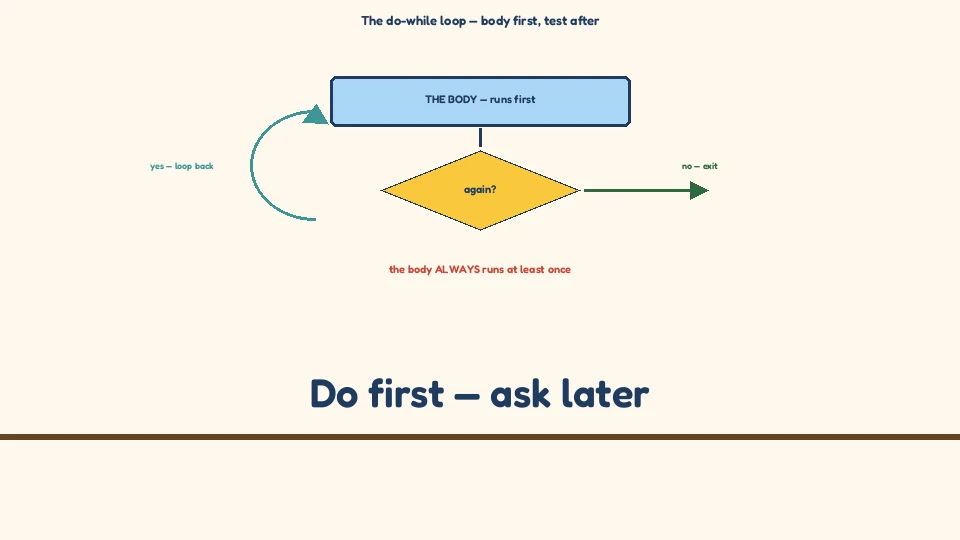 The do-while loop – body first, test after
THE BODY – runs first
yes – loop back
no – exit
again?
the body ALWAYS runs at least once
Do first – ask later